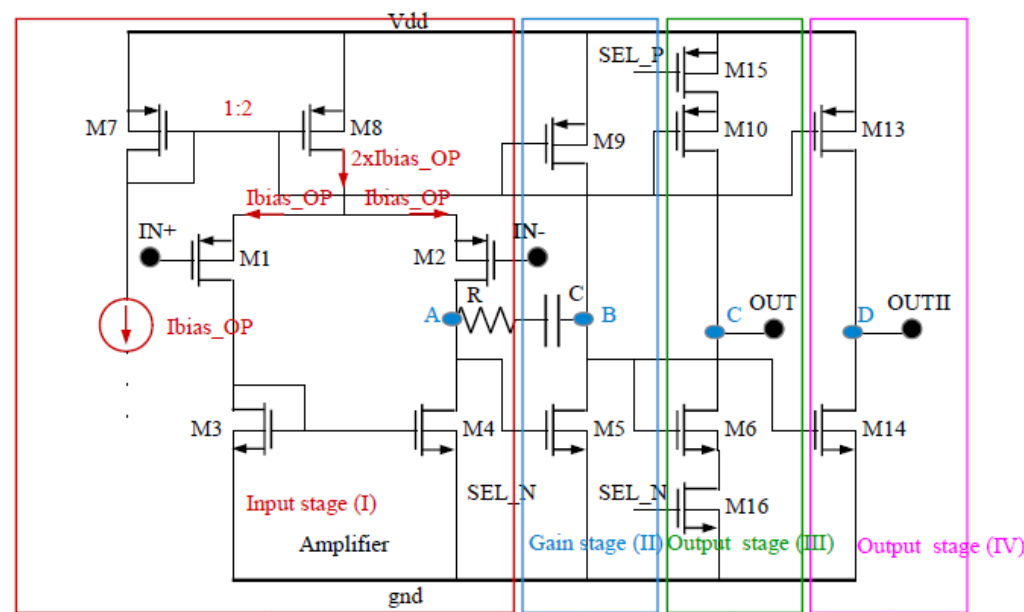 Vdd
SEL_P
M15
M7
1:2
M8
M9
M10
M13
2xIbias_OP
Ibias_OP
Ibias_OP
IN+
M1
M2
IN-
A
R
C
B
C
OUT
D
OUTII
Ibias_OP
M3
M4
M5
M6
M14
SEL_N
SEL_N
M16
Input stage (I)
Amplifier
Gain stage (II)
Output stage (III)
Output stage (IV)
gnd